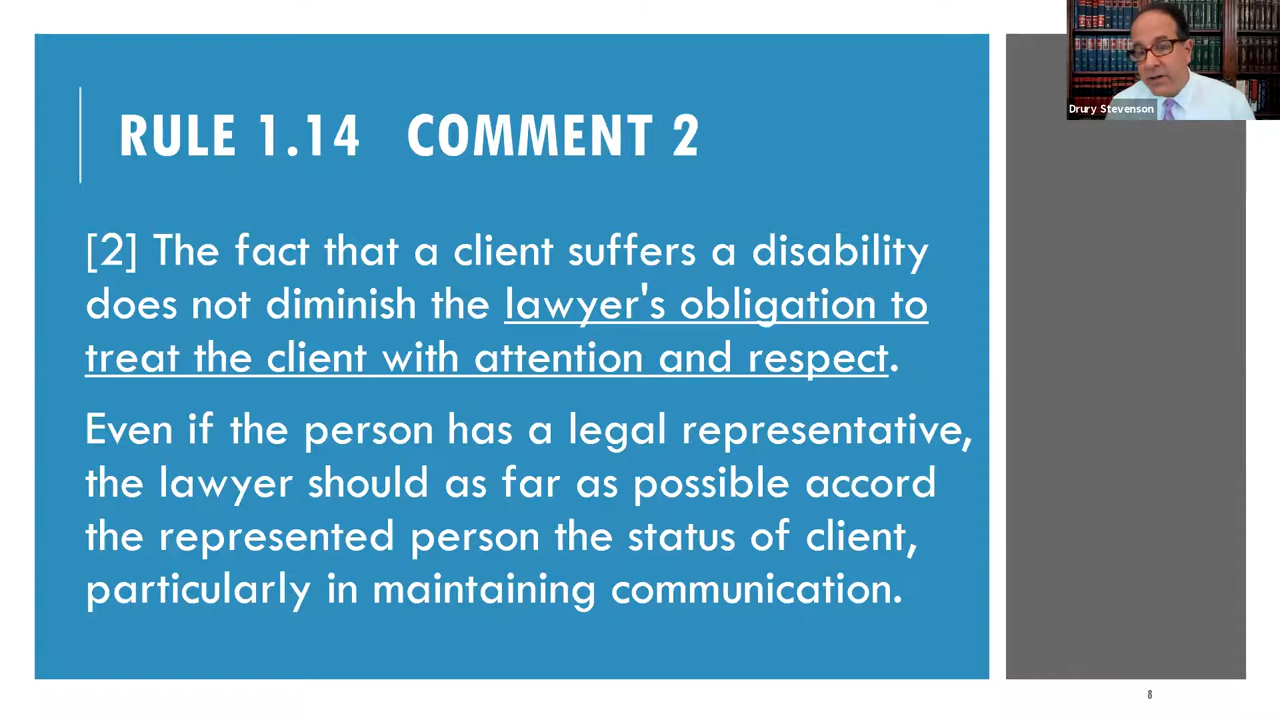 RULE 1.14 COMMENT 2
Drury Stevenson
[2] The fact that a client suffers a disability
does not diminish the lawyer's obligation to
treat the client with attention and respect.
Even if the person has a legal representative,
the lawyer should as far as possible accord
the represented person the status of client,
particularly in maintaining communication.
8